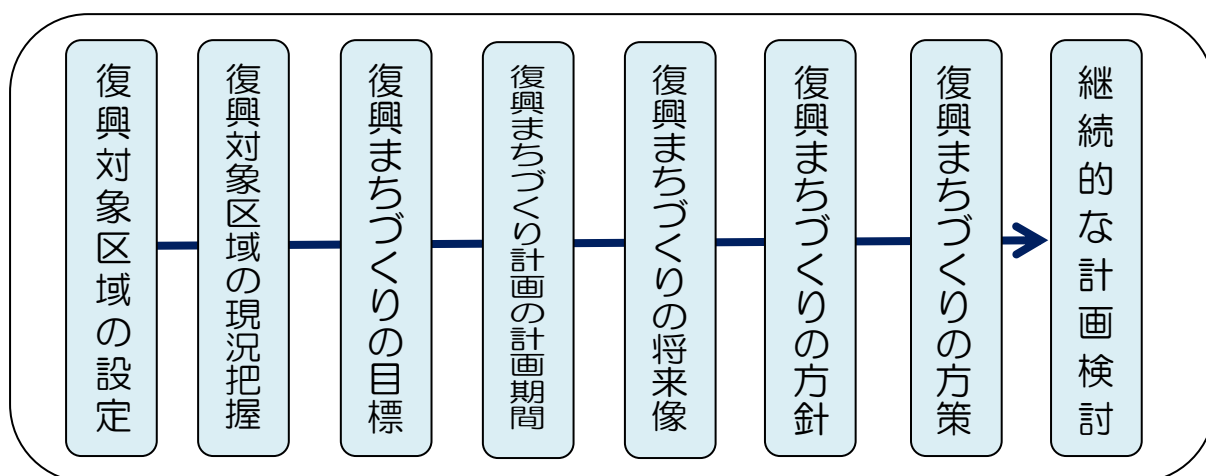 復興対象区域の設定
復興対象区域の現況把握
復興まちづくりの目標
復興まちづくり計画の計画期間
復興まちづくりの将来像
復興まちづくりの方針
復興まちづくりの方策
継続的な計画検討